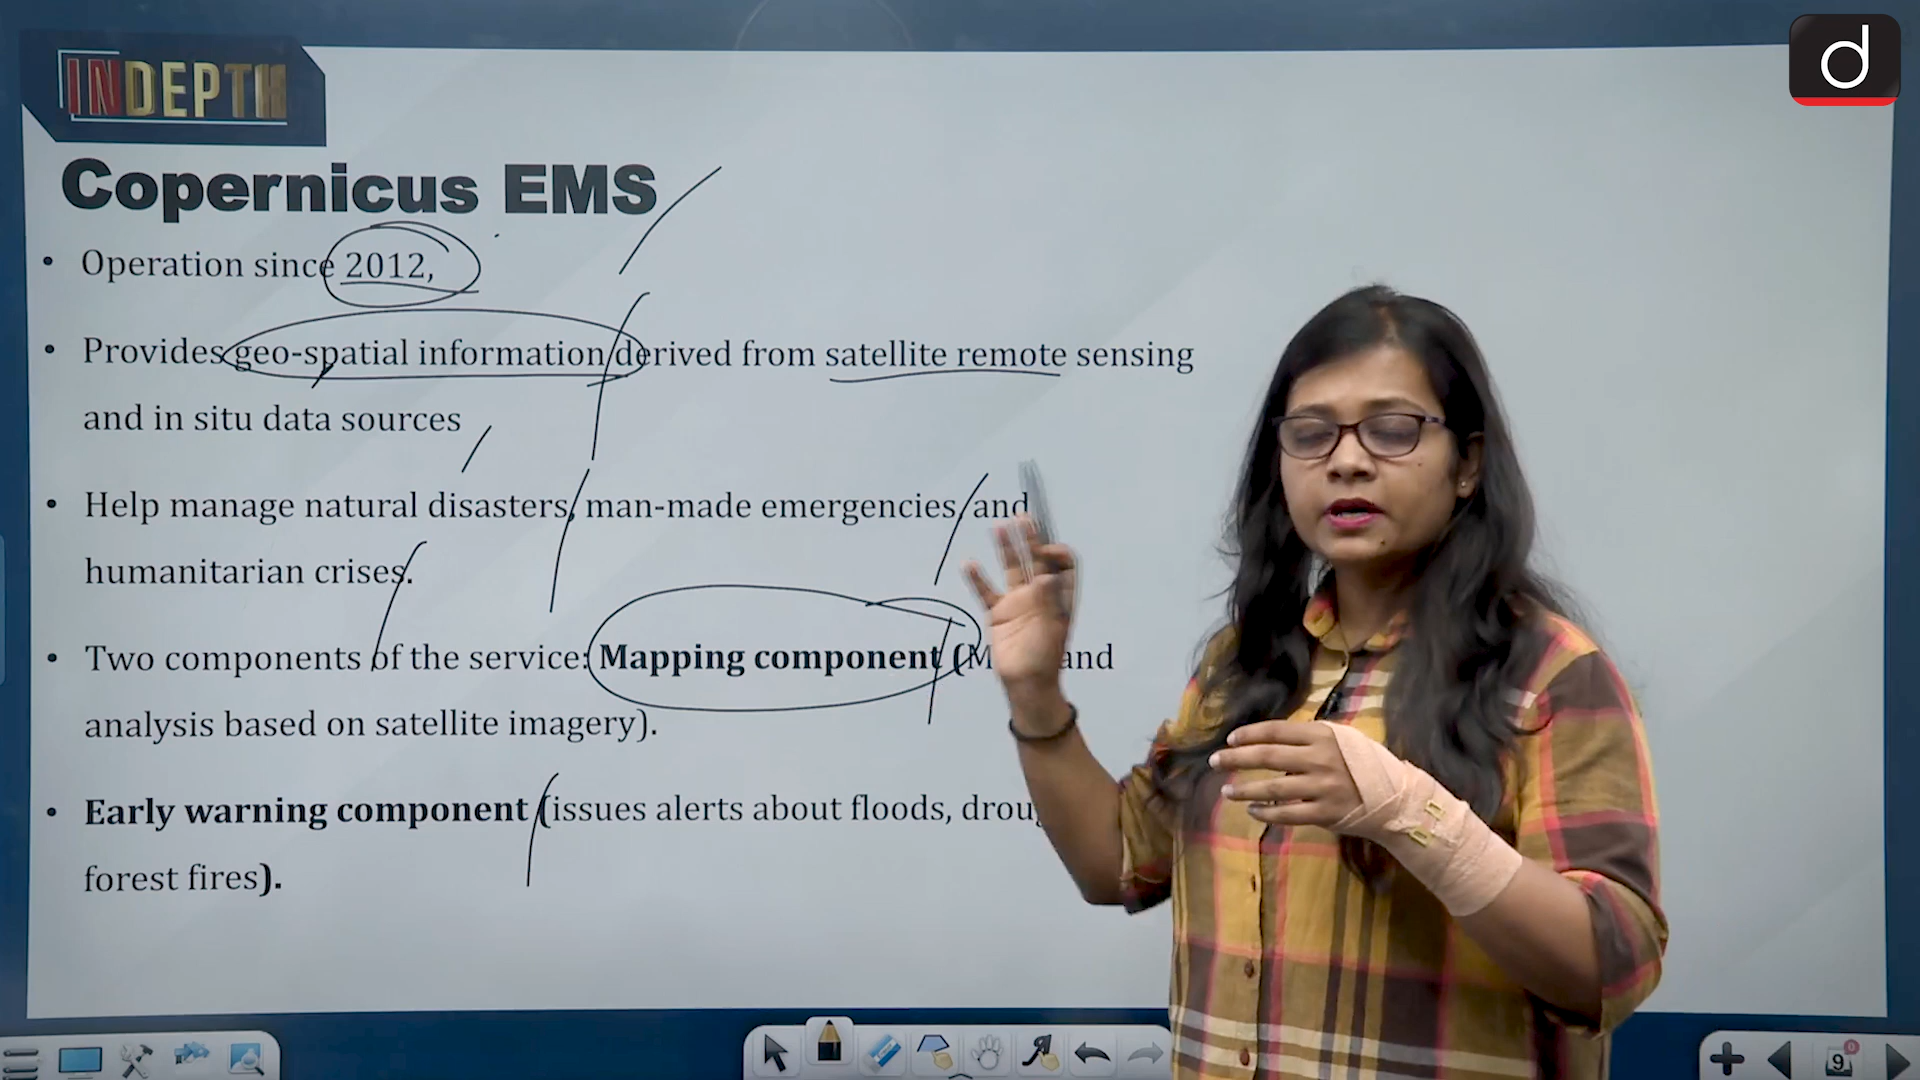 INDEPTH
d
Copernicus EMS
• Operation since 2012,
• Provides geo-spatial information derived from satellite remote sensing
and in situ data sources
• Help manage natural disasters, man-made emergencies, and
humanitarian crises.
• Two components of the service: Mapping component ( and
analysis based on satellite imagery).
• Early warning component (issues alerts about floods,
forest fires).
9
0